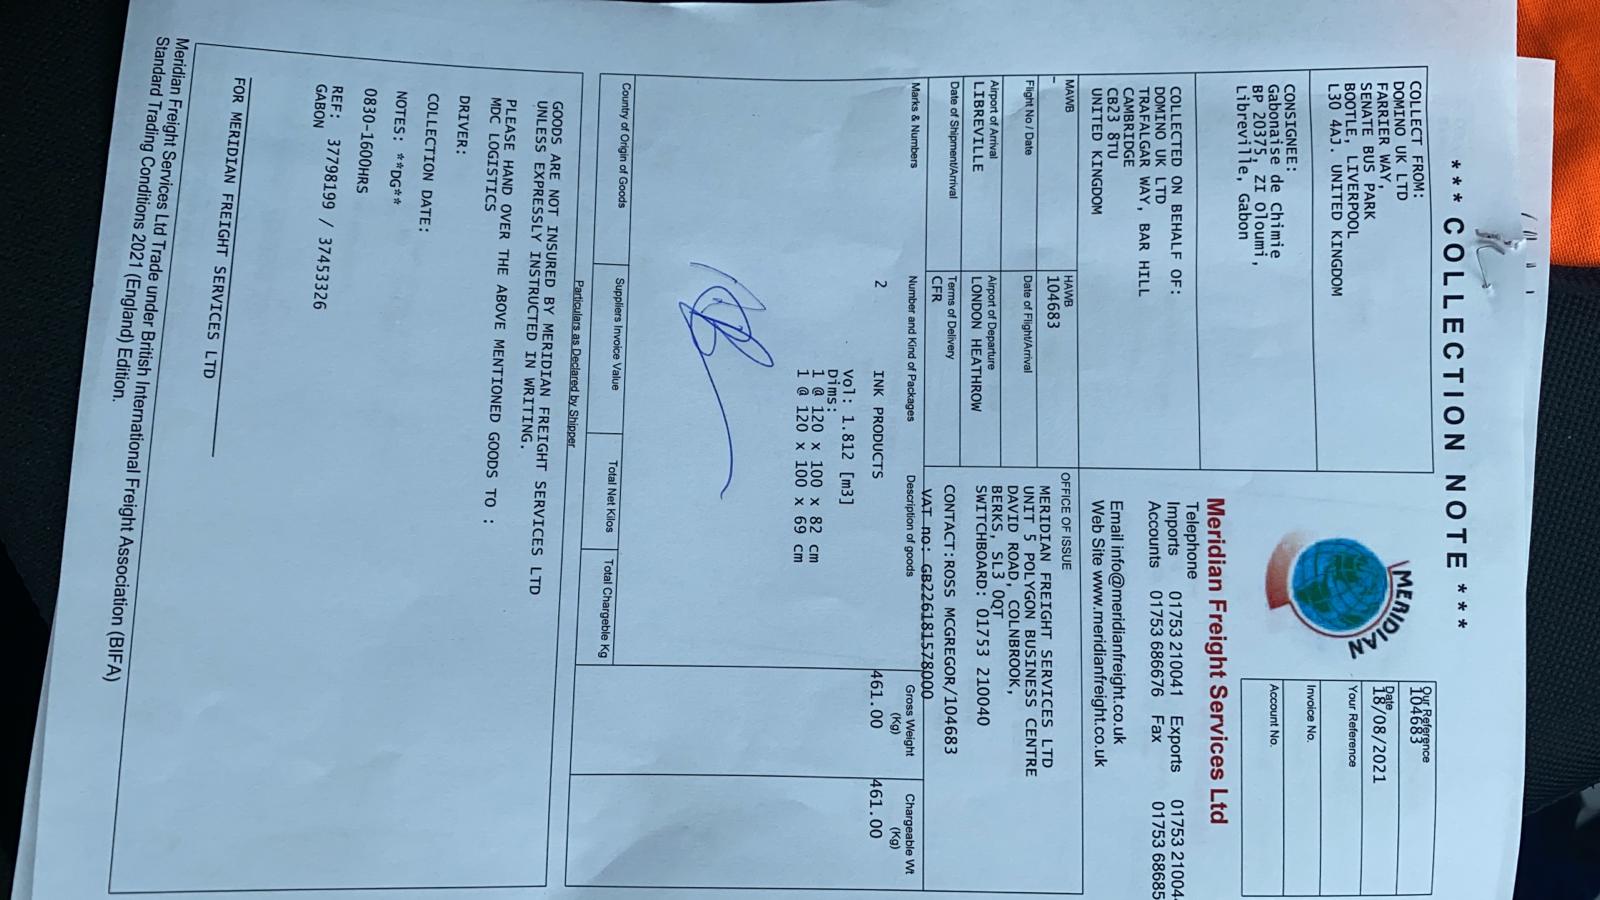 *** COLLECTION NOTE ***
COLLECT FROM:
DOMINO UK LTD
FARRIER WAY,
SENATE BUS PARK
BOOTLE, LIVERPOOL
L30 4AJ. UNITED KINGDOM
CONSIGNEE:
Gabonaise de Chimie
BP 20375, ZI Oloumi,
Libreville, Gabon
COLLECTED ON BEHALF OF:
DOMINO UK LTD
TRAFALGAR WAY, BAR HILL
CAMBRIDGE
CB23 8TU
UNITED KINGDOM
MERIDIAN
Our Reference
104683
Date
18/08/2021
Your Reference
Invoice No.
Account No.
Meridian Freight Services Ltd
Telephone
Imports 01753 210041 Exports 01753 21004
Accounts 01753 686676 Fax 01753 68685
Email info@meridianfreight.co.uk
Web Site www.meridianfreight.co.uk
MAWB
-
HAWB
104683
Flight No / Date
Date of Flight/Arrival
Airport of Arrival
LIBREVILLE
Airport of Departure
LONDON HEATHROW
Date of Shipment/Arrival
Terms of Delivery
CFR
OFFICE OF ISSUE
MERIDIAN FREIGHT SERVICES LTD
UNIT 5 POLYGON BUSINESS CENTRE
DAVID ROAD, COLNBROOK,
BERKS, SL3 0QT
SWITCHBOARD: 01753 210040
CONTACT:ROSS MCGREGOR/104683
VAT no: GB226181578000
Marks & Numbers
Number and Kind of Packages
Description of goods
Gross Weight (Kg)
Chargeable Wt (Kg)
2 INK PRODUCTS 461.00 461.00
Vol: 1.812 [m3]
Dims:
1 @ 120 x 100 x 82 cm
1 @ 120 x 100 x 69 cm
Country of Origin of Goods
Suppliers Invoice Value
Total Net Kilos
Total Chargeble Kg
Particulars as Declared by Shipper
GOODS ARE NOT INSURED BY MERIDIAN FREIGHT SERVICES LTD
UNLESS EXPRESSLY INSTRUCTED IN WRITING.
PLEASE HAND OVER THE ABOVE MENTIONED GOODS TO :
MDC LOGISTICS
DRIVER:
COLLECTION DATE:
NOTES: **DG**
0830-1600HRS
REF: 37798199 / 37453326
GABON
FOR MERIDIAN FREIGHT SERVICES LTD
Meridian Freight Services Ltd Trade under British International Freight Association (BIFA)
Standard Trading Conditions 2021 (England) Edition.